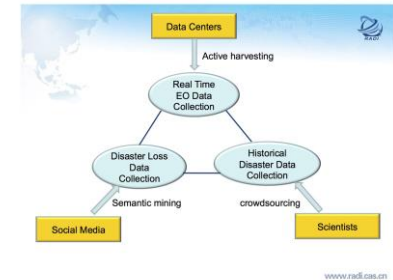 Data Centers
RADI
Active harvesting
Real Time
EO Data
Collection
Disaster Loss
Data
Collection
Historical
Disaster Data
Collection
Semantic mining
crowdsourcing
Social Media
Scientists
www.radi.cas.cn